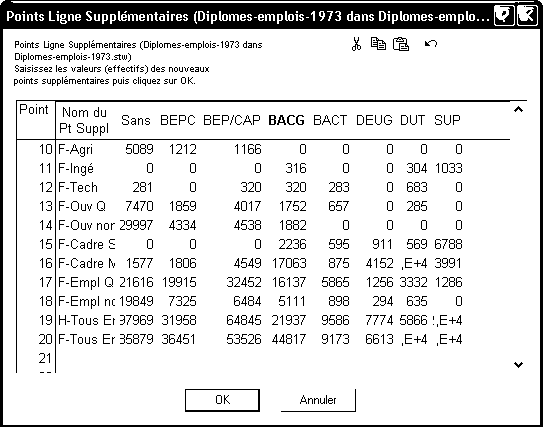 Points Ligne Supplémentaires (Diplomes-emplois-1973 dans Diplomes-emplo...
Points Ligne Supplémentaires (Diplomes-emplois-1973 dans
Diplomes-emplois-1973.stw)
Saisissez les valeurs (effectifs) des nouveaux
points supplémentaires puis cliquez sur OK.
Point Nom du Pt Suppl Sans BEPC BEP/CAP BACG BACT DEUG DUT SUP
10 F-Agri 5089 1212 1166 0 0 0 0 0
11 F-Ingé 0 0 0 316 0 0 304 1033
12 F-Tech 281 0 320 320 283 0 683 0
13 F-Ouv Q 7470 1859 4017 1752 657 0 285 0
14 F-Ouv nor 29997 4334 4538 1882 0 0 0 0
15 F-Cadre S 0 0 0 2236 595 911 569 6788
16 F-Cadre M 1577 1806 4549 17063 875 4152 ,E+4 3991
17 F-Empl Q 21616 19915 32452 16137 5865 1256 3332 1286
18 F-Empl no 19849 7325 6484 5111 898 294 635 0
19 H-Tous Er 97969 31958 64845 21937 9586 7774 5866 ,E+4
20 F-Tous Er 35879 36451 53526 44817 9173 6613 ,E+4 ,E+4
21
OK Annuler